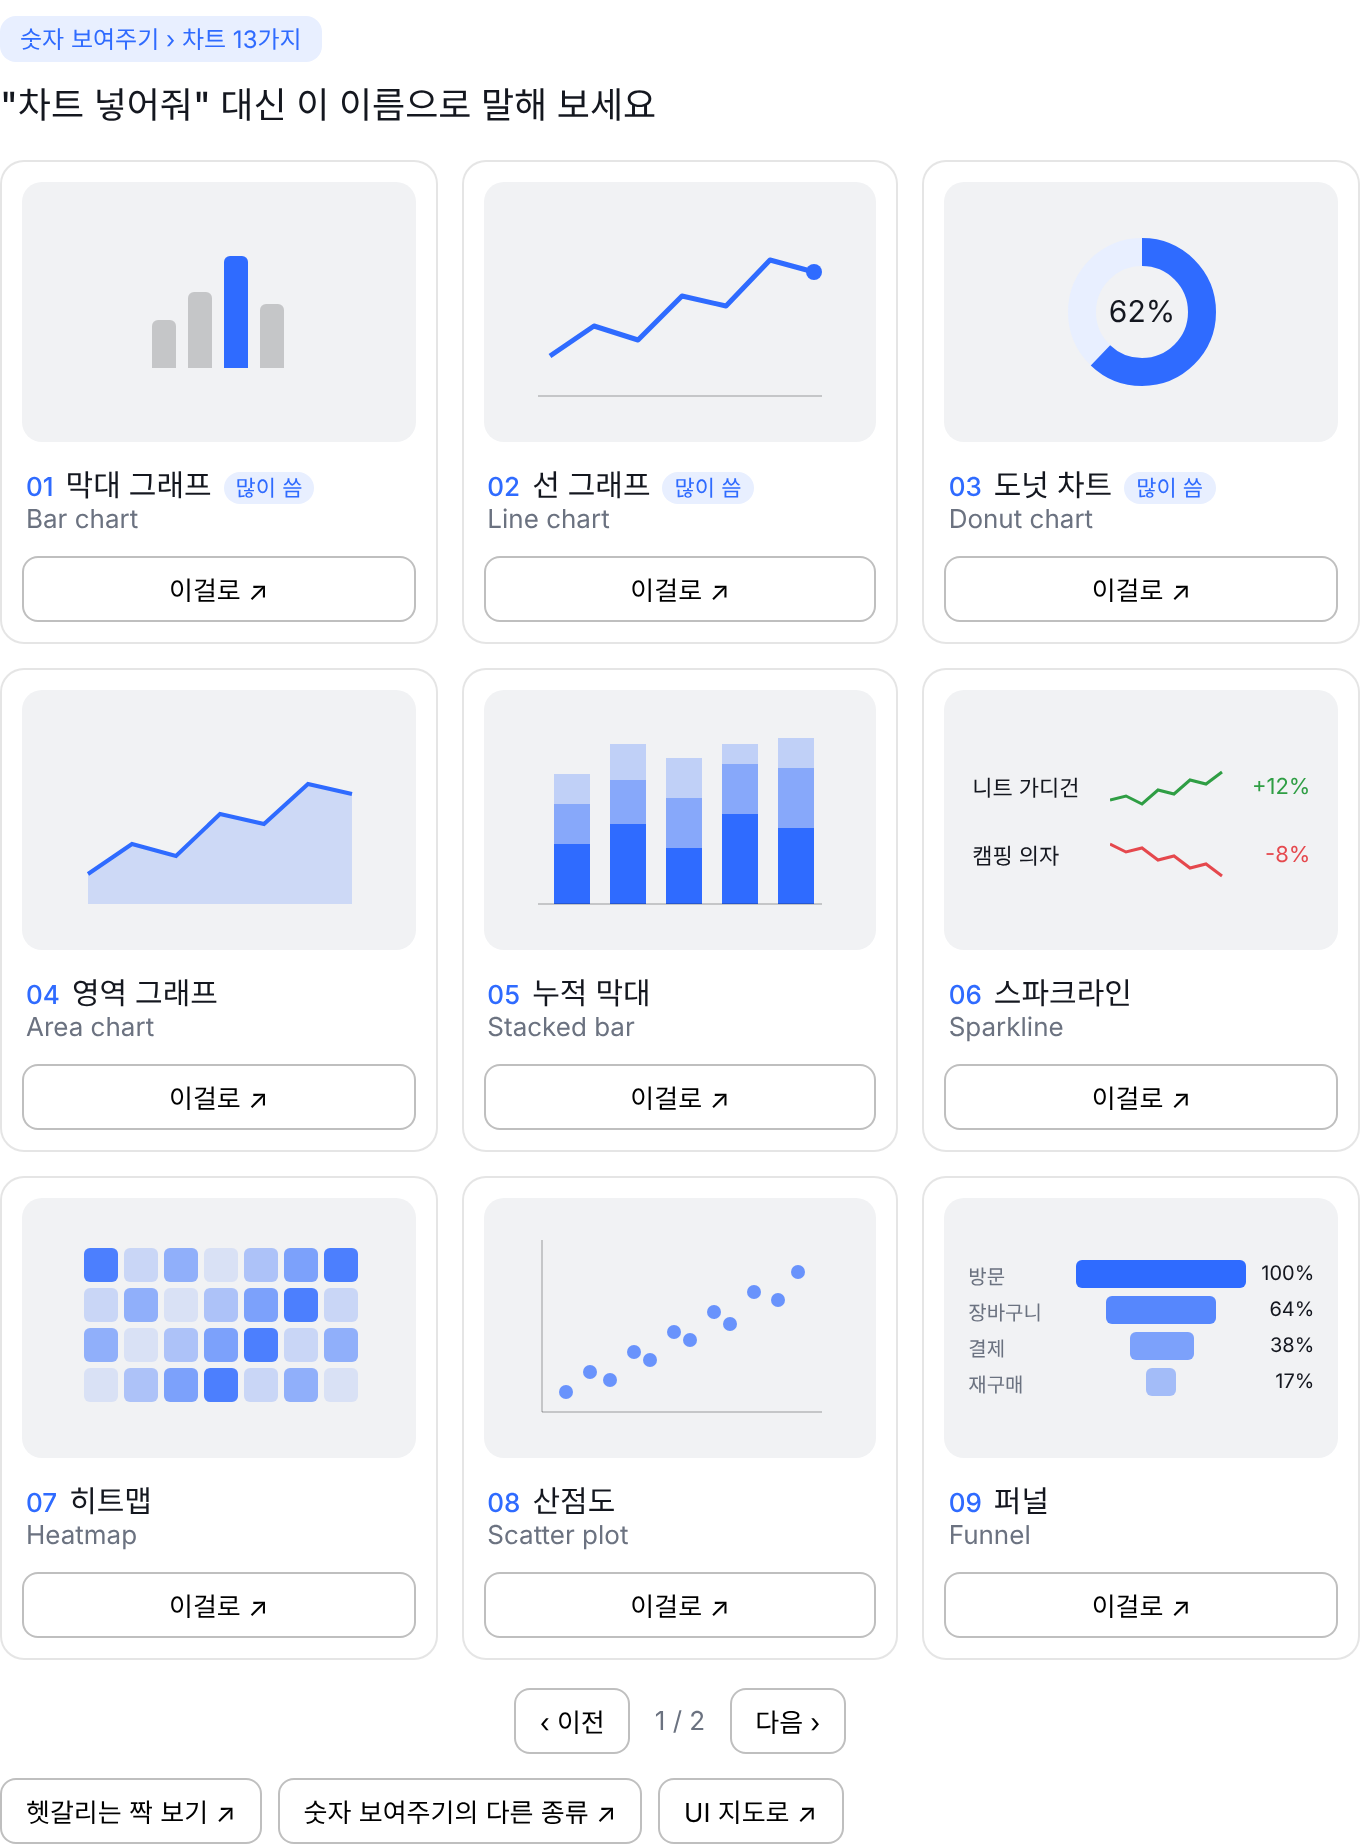 숫자 보여주기 › 차트 13가지
"차트 넣어줘" 대신 이 이름으로 말해 보세요
62%
01 막대 그래프 많이 씀
Bar chart
이걸로 ↗
02 선 그래프 많이 씀
Line chart
이걸로 ↗
03 도넛 차트 많이 씀
Donut chart
이걸로 ↗
니트 가디건 +12%
캠핑 의자 -8%
04 영역 그래프
Area chart
이걸로 ↗
05 누적 막대
Stacked bar
이걸로 ↗
06 스파크라인
Sparkline
이걸로 ↗
방문 100%
장바구니 64%
결제 38%
재구매 17%
07 히트맵
Heatmap
이걸로 ↗
08 산점도
Scatter plot
이걸로 ↗
09 퍼널
Funnel
이걸로 ↗
‹ 이전 1 / 2 다음 ›
헷갈리는 짝 보기 ↗ 숫자 보여주기의 다른 종류 ↗ UI 지도로 ↗